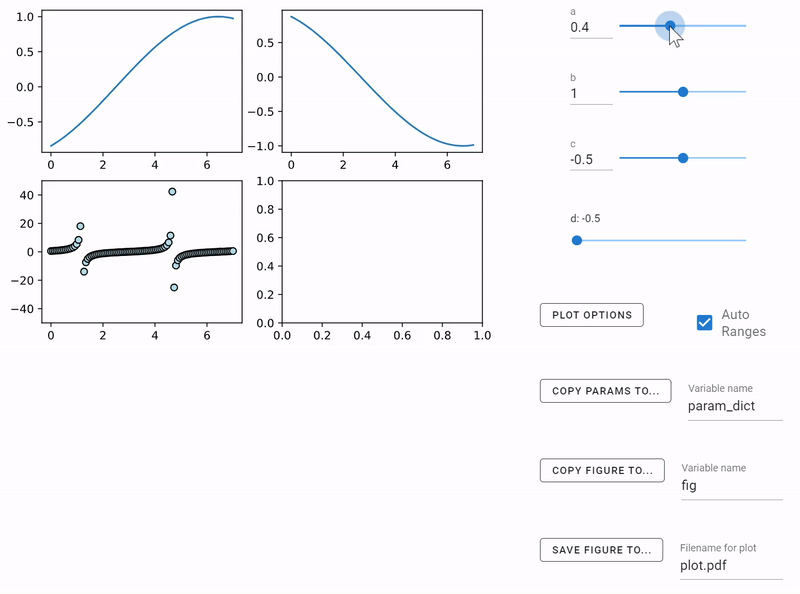 1.0
0.5
0.0
−0.5
0 2 4 6
0.5
0.0
−0.5
−1.0
0 2 4 6
40
20
0
−20
−40
0 2 4 6
1.0
0.8
0.6
0.4
0.2
0.0
0.0 0.2 0.4 0.6 0.8 1.0
a
0.4
b
1
c
-0.5
d: -0.5
PLOT OPTIONS
Auto
Ranges
COPY PARAMS TO...
Variable name
param_dict
COPY FIGURE TO...
Variable name
fig
SAVE FIGURE TO...
Filename for plot
plot.pdf